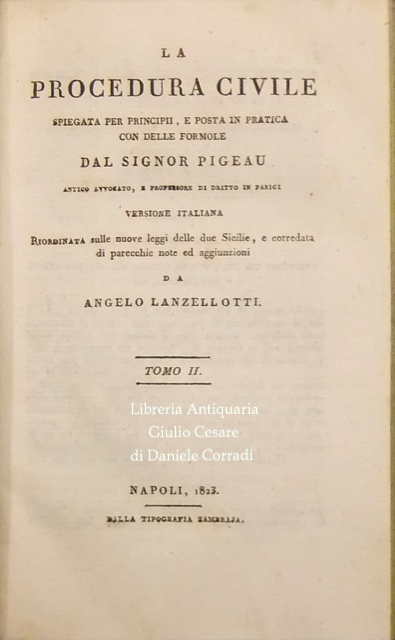 LA
PROCEDURA CIVILE
SPIEGATA PER PRINCIPII, E POSTA IN PRATICA
CON DELLE FORMOLE
DAL SIGNOR PIGEAU
ANTICO AVVOCATO, E PROFESSORE DI DRITTO IN PARIGI
VERSIONE ITALIANA
RIORDINATA sulle nuove leggi delle due Sicilie, e corredata
di parecchie note ed aggiunzioni
DA
ANGELO LANZELLOTTI.
TOMO II.
Libreria Antiquaria
Giulio Cesare
di Daniele Corradi
NAPOLI, 1823.
DALLA TIPOGRAFIA ZAMBRAJA.